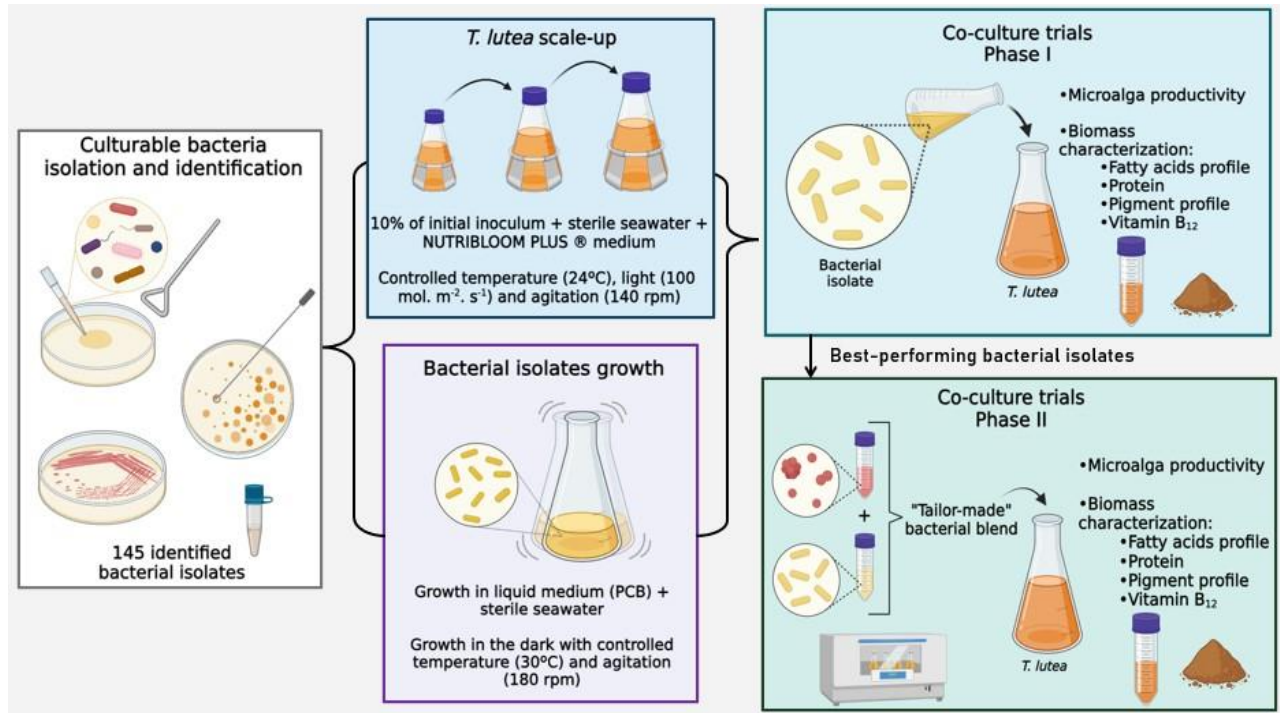 Culturable bacteria
isolation and identification
145 identified
bacterial isolates
T. lutea scale-up
10% of initial inoculum + sterile seawater +
NUTRIBLOOM PLUS ® medium
Controlled temperature (24ºC), light (100
mol. m⁻². s⁻¹) and agitation (140 rpm)
Bacterial isolates growth
Growth in liquid medium (PCB) +
sterile seawater
Growth in the dark with controlled
temperature (30ºC) and agitation
(180 rpm)
Co-culture trials
Phase I
•Microalga productivity
•Biomass
characterization:
•Fatty acids profile
•Protein
•Pigment profile
•Vitamin B₁₂
Bacterial
isolate
T. lutea
Best-performing bacterial isolates
Co-culture trials
Phase II
+
"Tailor-made"
bacterial blend
•Microalga productivity
•Biomass
characterization:
•Fatty acids profile
•Protein
•Pigment profile
•Vitamin B₁₂
T. lutea